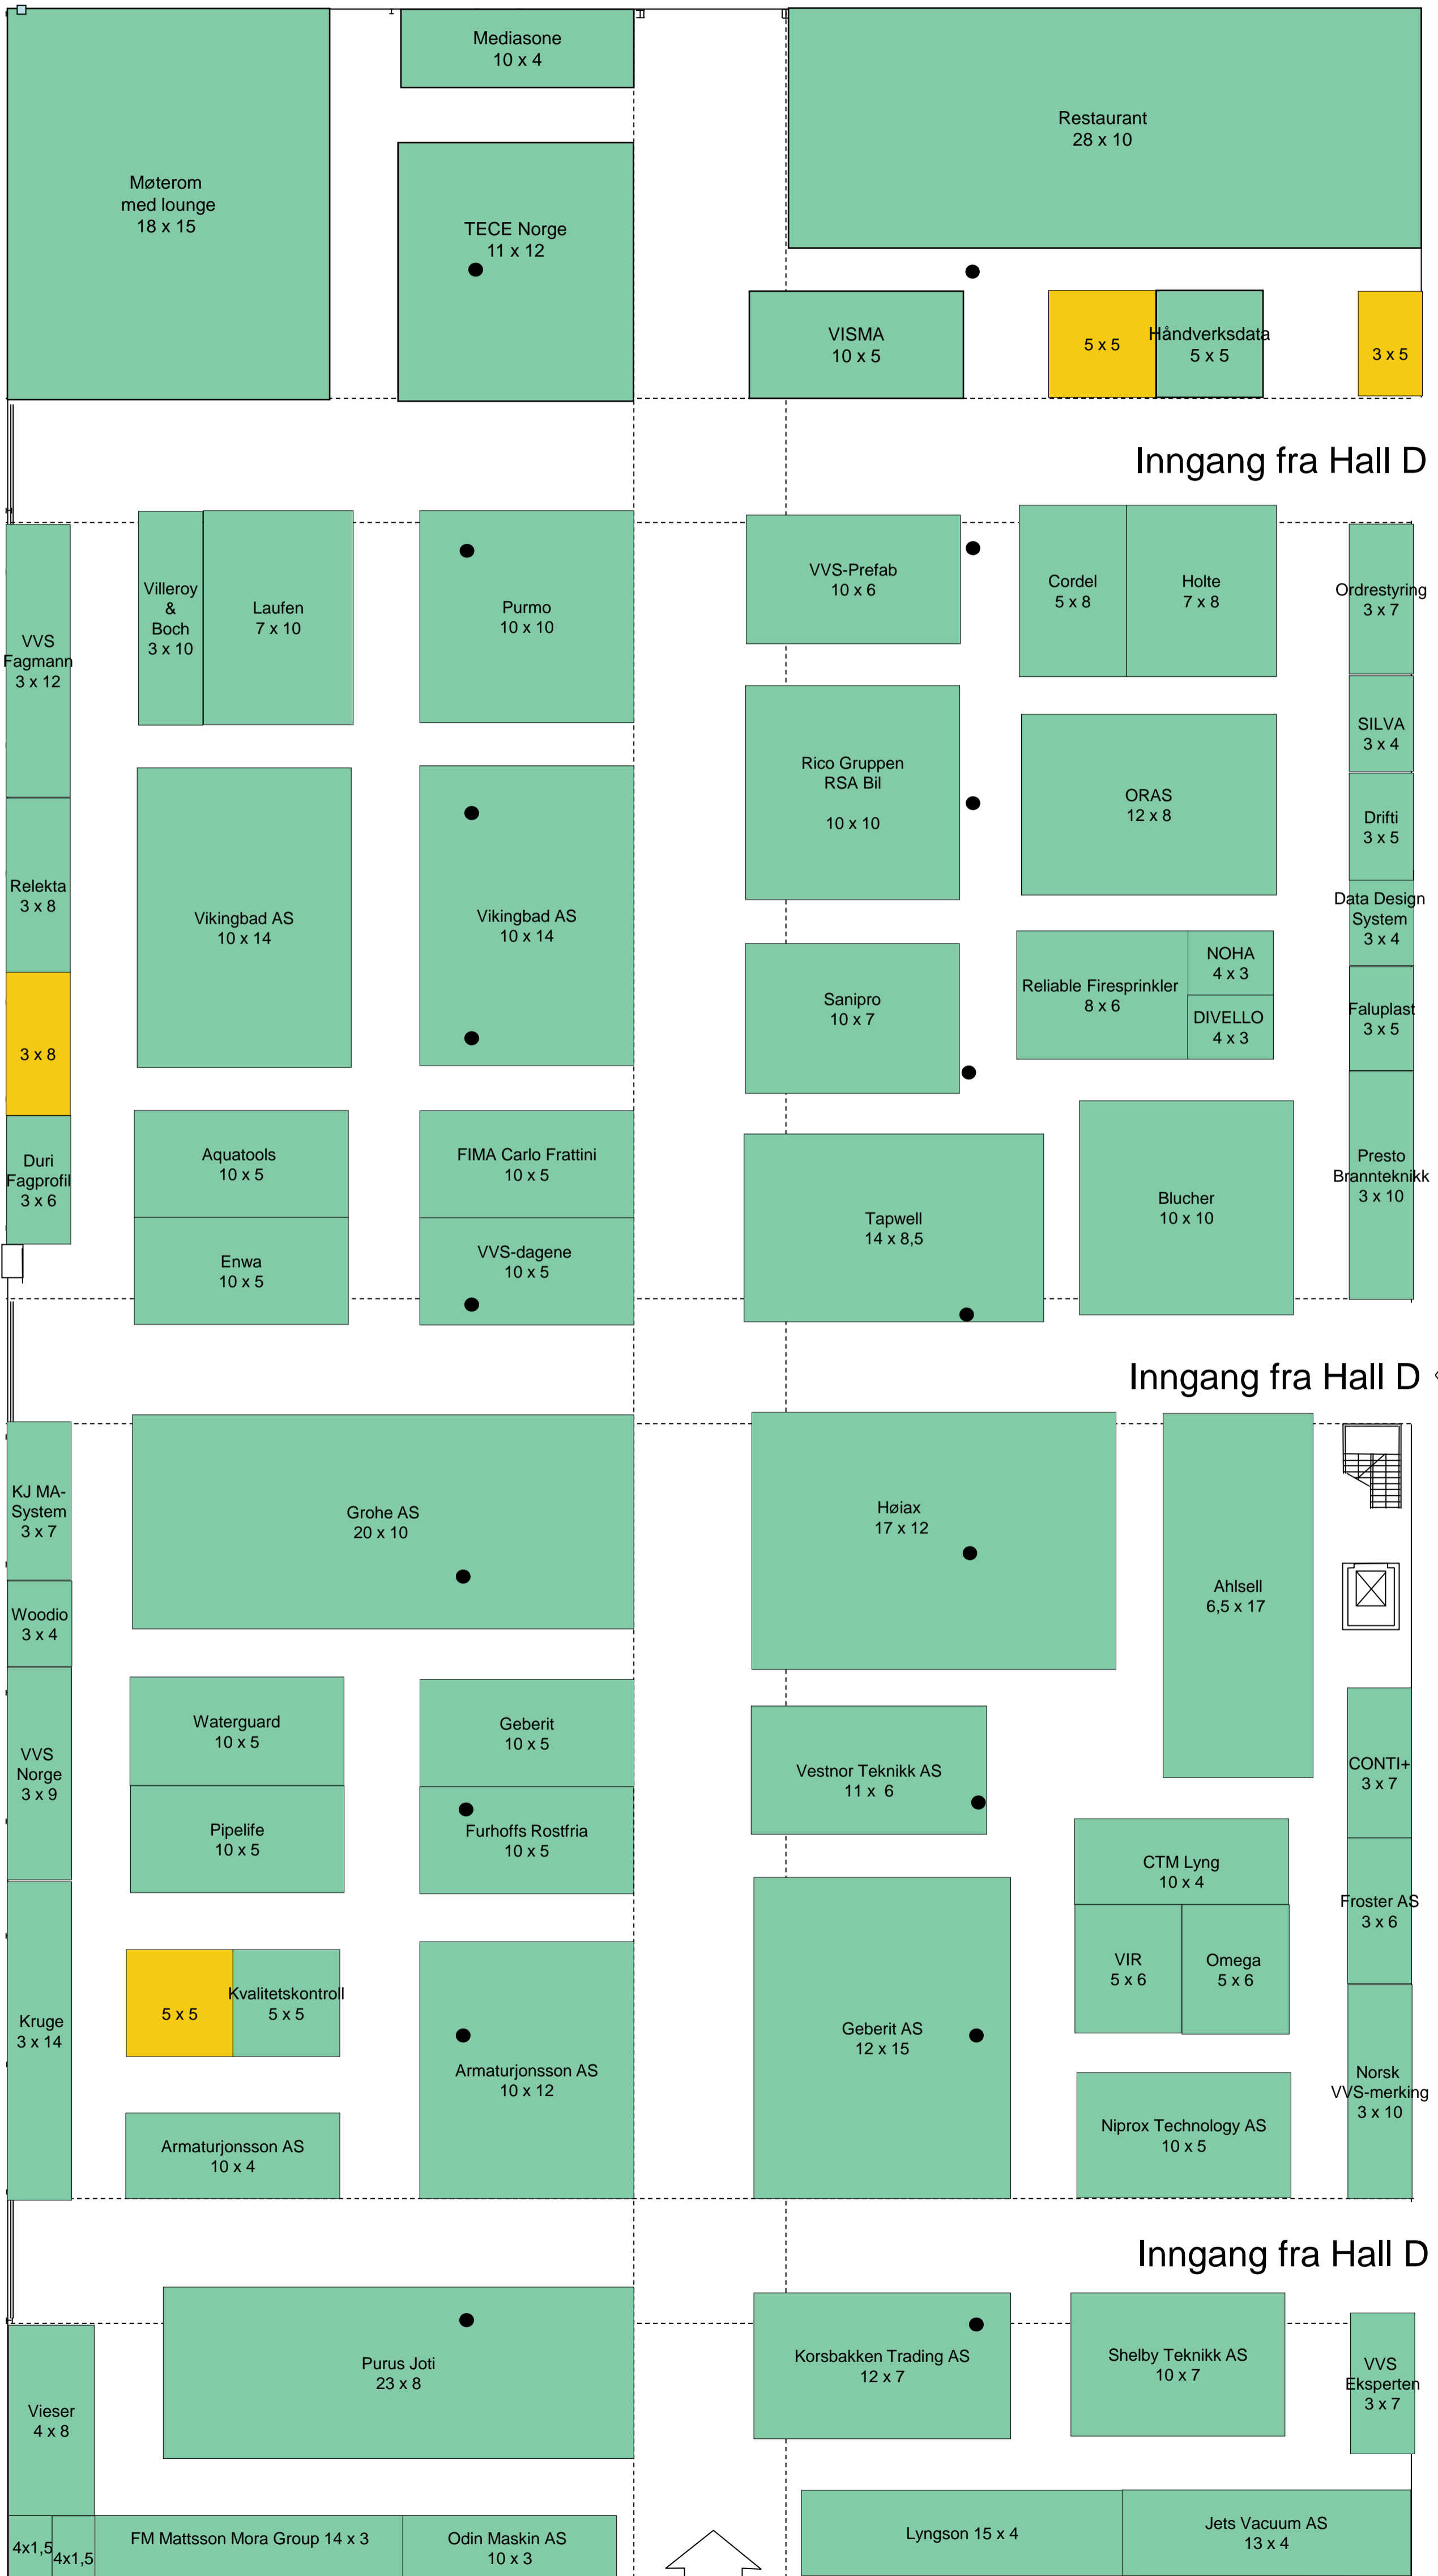 Mediasone
10 x 4
Restaurant
28 x 10
Møterom
med lounge
18 x 15
TECE Norge
11 x 12
VISMA
10 x 5
5 x 5
Håndverksdata
5 x 5
3 x 5
Inngang fra Hall D
VVS
Fagmann
3 x 12
Villeroy
&
Boch
3 x 10
Laufen
7 x 10
Purmo
10 x 10
VVS-Prefab
10 x 6
Cordel
5 x 8
Holte
7 x 8
Ordrestyring
3 x 7
SILVA
3 x 4
Rico Gruppen
RSA Bil
10 x 10
ORAS
12 x 8
Drifti
3 x 5
Relekta
3 x 8
Vikingbad AS
10 x 14
Vikingbad AS
10 x 14
Data Design
System
3 x 4
NOHA
4 x 3
Reliable Firesprinkler
8 x 6
DIVELLO
4 x 3
Sanipro
10 x 7
Faluplast
3 x 5
3 x 8
Duri
Fagprofil
3 x 6
Aquatools
10 x 5
FIMA Carlo Frattini
10 x 5
Enwa
10 x 5
VVS-dagene
10 x 5
Tapwell
14 x 8,5
Blucher
10 x 10
Presto
Brannteknikk
3 x 10
Inngang fra Hall D
KJ MA-
System
3 x 7
Grohe AS
20 x 10
Høiax
17 x 12
Ahlsell
6,5 x 17
Woodio
3 x 4
VVS
Norge
3 x 9
Waterguard
10 x 5
Geberit
10 x 5
Vestnor Teknikk AS
11 x  6
CONTI+
3 x 7
Pipelife
10 x 5
Furhoffs Rostfria
10 x 5
CTM Lyng
10 x 4
Froster AS
3 x 6
VIR
5 x 6
Omega
5 x 6
Kruge
3 x 14
5 x 5
Kvalitetskontroll
5 x 5
Armaturjonsson AS
10 x 12
Geberit AS
12 x 15
Norsk
VVS-merking
3 x 10
Armaturjonsson AS
10 x 4
Niprox Technology AS
10 x 5
Inngang fra Hall D
Vieser
4 x 8
Purus Joti
23 x 8
Korsbakken Trading AS
12 x 7
Shelby Teknikk AS
10 x 7
VVS
Eksperten
3 x 7
4x1,5
4x1,5
FM Mattsson Mora Group 14 x 3
Odin Maskin AS
10 x 3
Lyngson 15 x 4
Jets Vacuum AS
13 x 4